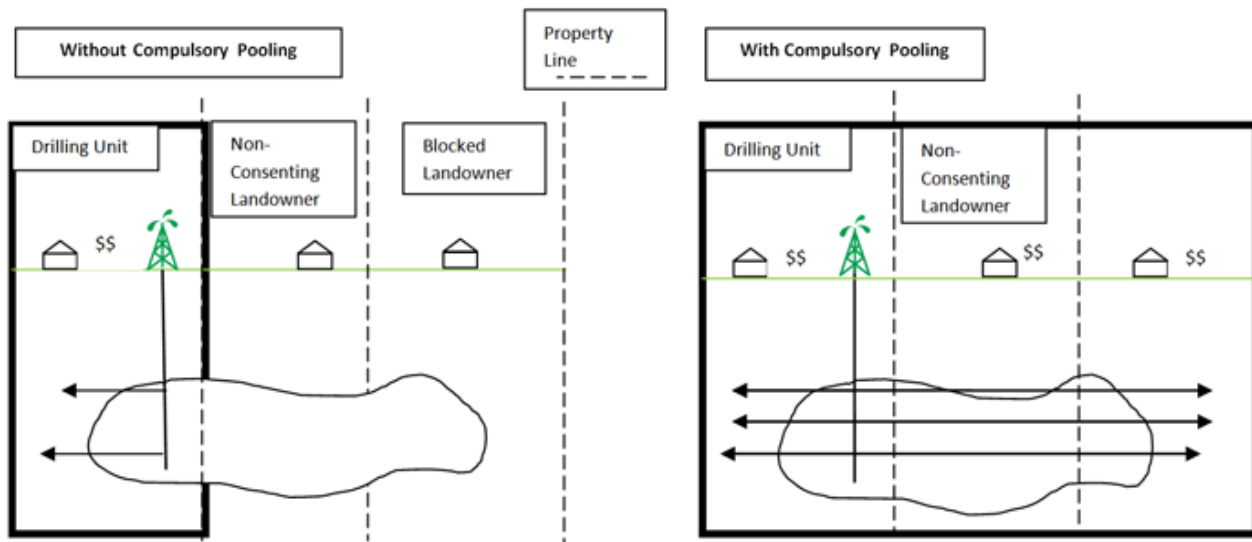 Without Compulsory Pooling
Property
Line
With Compulsory Pooling
Drilling Unit
Non-
Consenting
Landowner
Blocked
Landowner
$$
Drilling Unit
Non-
Consenting
Landowner
$$
$$
$$